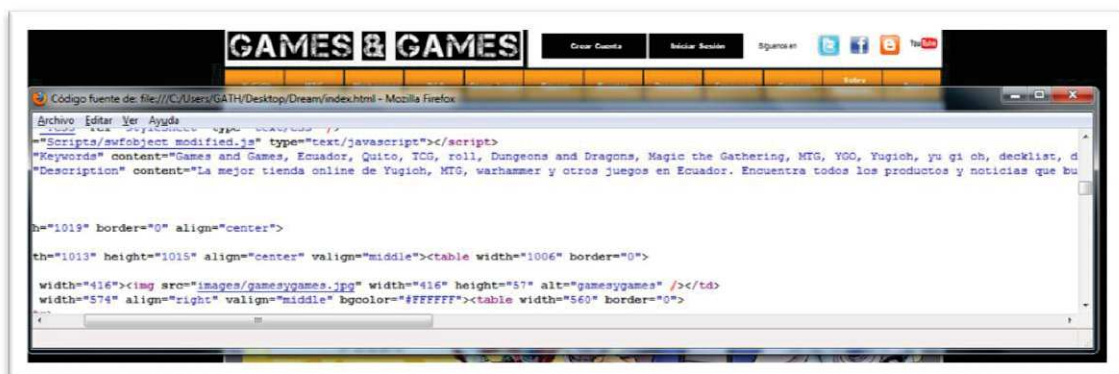 GAMES & GAMES
Crear Cuenta Iniciar Sesión Síguenos en You Tube
Sobre
Código fuente de: file:///C:/Users/GATH/Desktop/Dream/index.html - Mozilla Firefox
Archivo Editar Ver Ayuda
="Scripts/swfobject_modified.js" type="text/javascript"></script>
"Keywords" content="Games and Games, Ecuador, Quito, TCG, roll, Dungeons and Dragons, Magic the Gathering, MTG, YGO, Yugioh, yu gi oh, decklist, d
"Description" content="La mejor tienda online de Yugioh, MTG, warhammer y otros juegos en Ecuador. Encuentra todos los productos y noticias que bu
h="1019" border="0" align="center">
th="1013" height="1015" align="center" valign="middle"><table width="1006" border="0">
width="416"><img src="images/gamesygames.jpg" width="416" height="57" alt="gamesygames" /></td>
width="574" align="right" valign="middle" bgcolor="#FFFFFF"><table width="560" border="0">